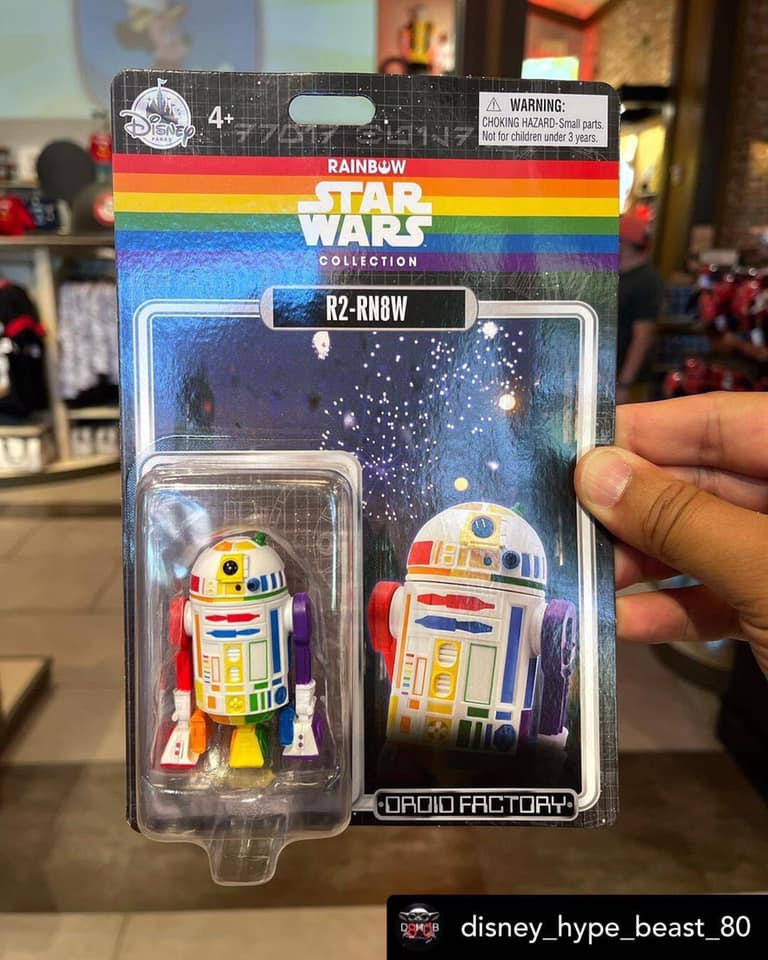 Disney
PARKS
4+
WARNING:
CHOKING HAZARD-Small parts.
Not for children under 3 years.
RAINBOW
STAR
WARS
COLLECTION
R2-RN8W
DROID FACTORY
disney_hype_beast_80